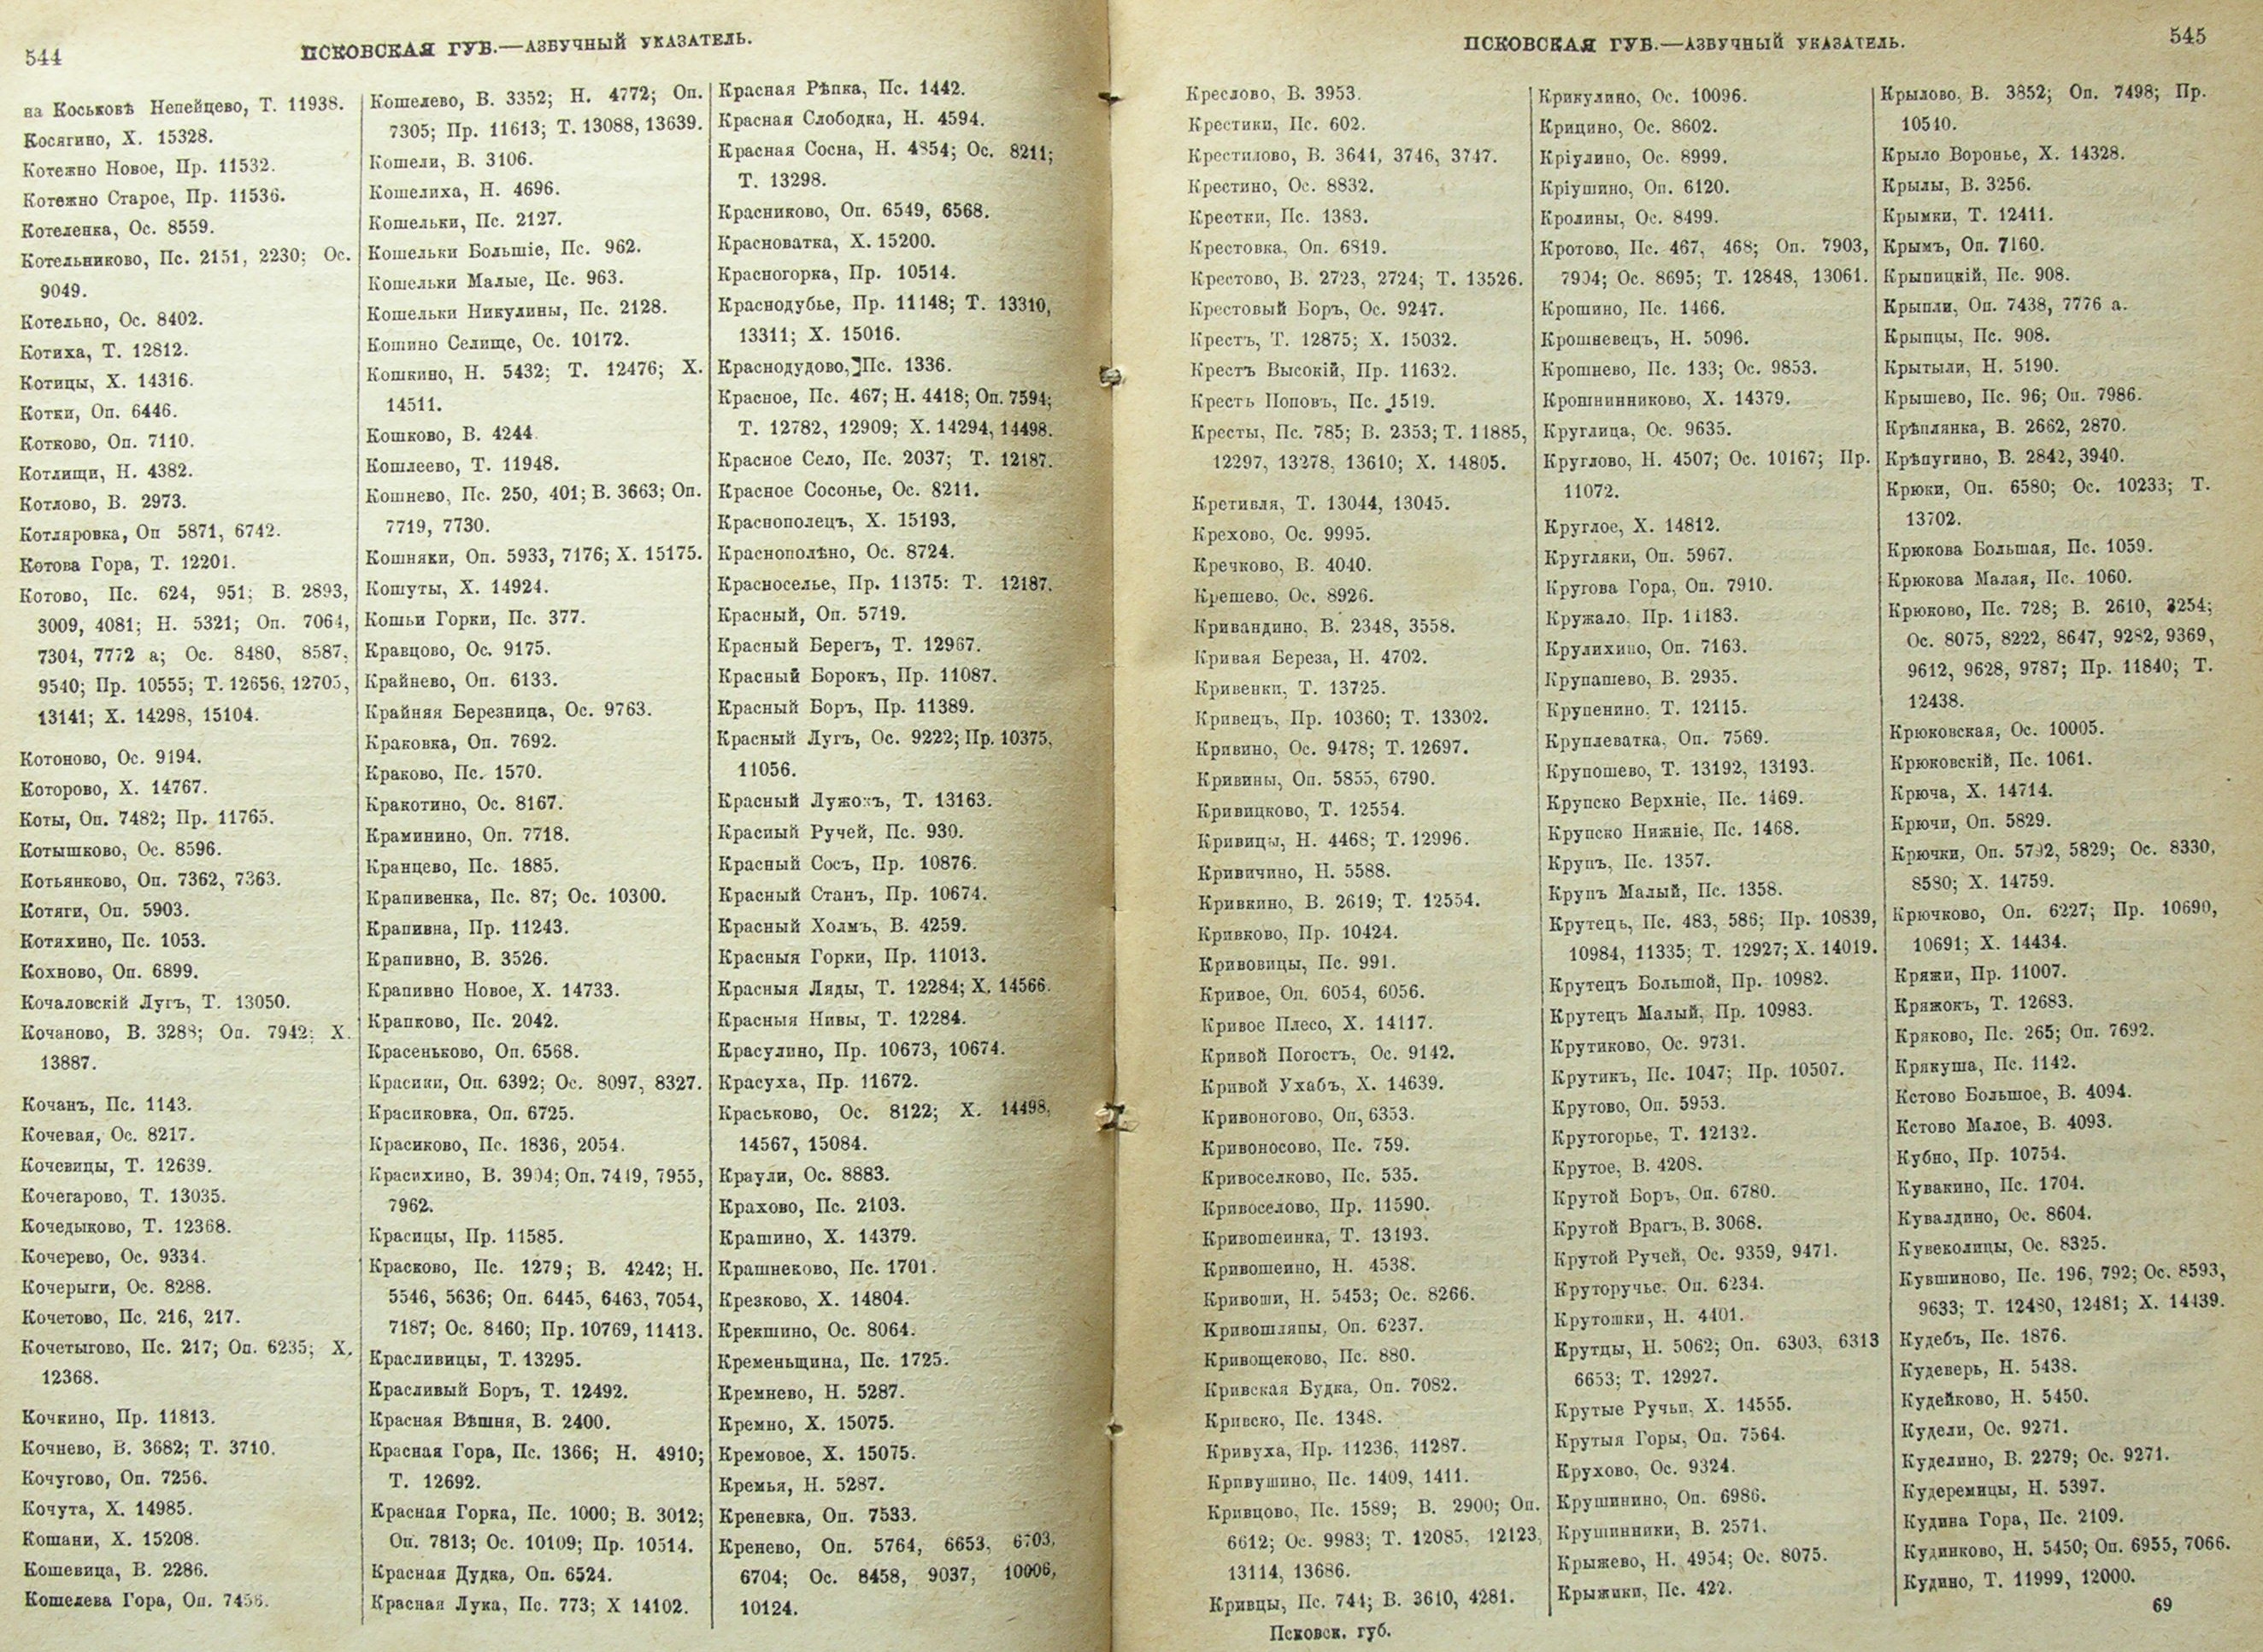 544
ПСКОВСКАЯ ГУБ.—АЗБУЧНЫЙ УКАЗАТЕЛЬ.
на Коськовѣ Непейцево, Т. 11938.
Косягино, Х. 15328.
Котежно Новое, Пр. 11532.
Котежно Старое, Пр. 11536.
Котеленка, Ос. 8559.
Котельниково, Пс. 2151, 2230; Ос.
9049.
Котельно, Ос. 8402.
Котиха, Т. 12812.
Котицы, Х. 14316.
Котки, Оп. 6446.
Котково, Оп. 7110.
Котлищи, Н. 4382.
Котлово, В. 2973.
Котляровка, Оп 5871, 6742.
Котова Гора, Т. 12201.
Котово, Пс. 624, 951; В. 2893,
3009, 4081; Н. 5321; Оп. 7064,
7304, 7772 а; Ос. 8480, 8587,
9540; Пр. 10555; Т. 12656, 12705,
13141; Х. 14298, 15104.
Котоново, Ос. 9194.
Которово, Х. 14767.
Коты, Оп. 7482; Пр. 11765.
Котышково, Ос. 8596.
Котьянково, Оп. 7362, 7363.
Котяги, Оп. 5903.
Котяхино, Пс. 1053.
Кохново, Оп. 6899.
Кочаловскій Лугъ, Т. 13050.
Кочаново, В. 3288; Оп. 7942; Х.
13887.
Кочанъ, Пс. 1143.
Кочевая, Ос. 8217.
Кочевицы, Т. 12639.
Кочегарово, Т. 13035.
Кочедыково, Т. 12368.
Кочерево, Ос. 9334.
Кочерыги, Ос. 8288.
Кочетово, Пс. 216, 217.
Кочетыгово, Пс. 217; Оп. 6235; Х.
12368.
Кочкино, Пр. 11813.
Кочнево, В. 3682; Т. 3710.
Кочугово, Оп. 7256.
Кочута, Х. 14985.
Кошани, Х. 15208.
Кошевица, В. 2286.
Кошелева Гора, Оп. 7456.
Кошелево, В. 3352; Н. 4772; Оп.
7305; Пр. 11613; Т. 13088, 13639.
Кошели, В. 3106.
Кошелиха, Н. 4696.
Кошельки, Пс. 2127.
Кошельки Большіе, Пс. 962.
Кошельки Малые, Цс. 963.
Кошельки Никулины, Пс. 2128.
Кошино Селище, Ос. 10172.
Кошкино, Н. 5432; Т. 12476; Х.
14511.
Кошково, В. 4244
Кошлеево, Т. 11948.
Кошнево, Пс. 250, 401; В. 3663; Оп.
7719, 7730.
Кошняки, Оп. 5933, 7176; Х. 15175.
Кошуты, Х. 14924.
Кошьи Горки, Пс. 377.
Кравцово, Ос. 9175.
Крайнево, Оп. 6133.
Крайняя Березница, Ос. 9763.
Краковка, Оп. 7692.
Краково, Пс. 1570.
Кракотино, Ос. 8167.
Краминино, Оп. 7718.
Кранцево, Пс. 1885.
Крапивенка, Пс. 87; Ос. 10300.
Крапивна, Пр. 11243.
Крапивно, В. 3526.
Крапивно Новое, Х. 14733.
Крапково, Пс. 2042.
Красеньково, Оп. 6568.
Красики, Оп. 6392; Ос. 8097, 8327.
Красиковка, Оп. 6725.
Красиково, Пс. 1836, 2054.
Красихино, В. 3904; Оп. 7419, 7955,
7962.
Красицы, Пр. 11585.
Красково, Пс. 1279; В. 4242; Н.
5546, 5636; Оп. 6445, 6463, 7054,
7187; Ос. 8460; Пр. 10769, 11413.
Красливицы, Т. 13295.
Красливый Боръ, Т. 12492.
Красная Вѣшня, В. 2400.
Красная Гора, Пс. 1366; Н. 4910;
Т. 12692.
Красная Горка, Пс. 1000; В. 3012;
Оп. 7813; Ос. 10109; Пр. 10514.
Красная Дудка, Оп. 6524.
Красная Лука, Пс. 773; Х 14102.
Красная Рѣпка, Пс. 1442.
Красная Слободка, Н. 4594.
Красная Сосна, Н. 4854; Ос. 8211;
Т. 13298.
Красниково, Оп. 6549, 6568.
Красноватка, Х. 15200.
Красногорка, Пр. 10514.
Краснодубье, Пр. 11148; Т. 13310,
13311; Х. 15016.
Краснодудово, Пс. 1336.
Красное, Пс. 467; Н. 4418; Оп. 7594;
Т. 12782, 12909; Х. 14294, 14498.
Красное Село, Пс. 2037; Т. 12187.
Красное Сосонье, Ос. 8211.
Краснополецъ, Х. 15193.
Краснополѣно, Ос. 8724.
Красноселье, Пр. 11375: Т. 12187.
Красный, Оп. 5719.
Красный Берегъ, Т. 12967.
Красный Борокъ, Пр. 11087.
Красный Боръ, Пр. 11389.
Красный Лугъ, Ос. 9222; Пр. 10375,
11056.
Красный Лужокъ, Т. 13163.
Красный Ручей, Пс. 930.
Красный Сосъ, Пр. 10876.
Красный Станъ, Пр. 10674.
Красный Холмъ, В. 4259.
Красныя Горки, Пр. 11013.
Красныя Ляды, Т. 12284; Х. 14566.
Красныя Нивы, Т. 12284.
Красулино, Пр. 10673, 10674.
Красуха, Пр. 11672.
Краськово, Ос. 8122; Х. 14498,
14567, 15084.
Краули, Ос. 8883.
Крахово, Пс. 2103.
Крашино, Х. 14379.
Крашнеково, Пс. 1701.
Крезково, Х. 14804.
Крекшино, Ос. 8064.
Кременьщина, Пс. 1725.
Кремнево, Н. 5287.
Кремно, Х. 15075.
Кремовое, Х. 15075.
Кремья, Н. 5287.
Креневка, Оп. 7533.
Кренево, Оп. 5764, 6653, 6703,
6704; Ос. 8458, 9037, 10006,
10124.
ПСКОВСКАЯ ГУБ.—АЗБУЧНЫЙ УКАЗАТЕЛЬ.
545
Креслово, В. 3953.
Крестики, Пс. 602.
Крестилово, В. 3641, 3746, 3747.
Крестино, Ос. 8832.
Крестки, Пс. 1383.
Крестовка, Оп. 6819.
Крестово, В. 2723, 2724; Т. 13526.
Крестовый Боръ, Ос. 9247.
Крестъ, Т. 12875; Х. 15032.
Крестъ Высокій, Пр. 11632.
Кресть Поповъ, Пс. 1519.
Кресты, Пс. 785; В. 2353; Т. 11885,
12297, 13278, 13610; Х. 14805.
Кретивля, Т. 13044, 13045.
Крехово, Ос. 9995.
Кречково, В. 4040.
Крешево, Ос. 8926.
Кривандино, В. 2348, 3558.
Кривая Береза, Н. 4702.
Кривенки, Т. 13725.
Кривецъ, Пр. 10360; Т. 13302.
Кривино, Ос. 9478; Т. 12697.
Кривины, Оп. 5855, 6790.
Кривицково, Т. 12554.
Кривицы, Н. 4468; Т. 12996.
Кривичино, Н. 5588.
Кривкино, В. 2619; Т. 12554.
Кривково, Пр. 10424.
Кривовицы, Пс. 991.
Кривое, Оп. 6054, 6056.
Кривое Плесо, Х. 14117.
Кривой Погостъ, Ос. 9142.
Кривой Ухабъ, Х. 14639.
Кривоногово, Оп, 6353.
Кривоносово, Пс. 759.
Кривоселково, Пс. 535.
Кривоселово, Пр. 11590.
Кривошеинка, Т. 13193.
Кривошеино, Н. 4538.
Кривоши, Н. 5453; Ос. 8266.
Кривошляпы, Оп. 6237.
Кривощеково, Пс. 880.
Кривская Будка, Оп. 7082.
Кривско, Пс. 1348.
Кривуха, Пр. 11236, 11287.
Кривушино, Пс. 1409, 1411.
Кривцово, Пс. 1589; В. 2900; Оп.
6612; Ос. 9983; Т. 12085, 12123,
13114, 13686.
Кривцы, Пс. 744; В. 3610, 4281.
Крикулино, Ос. 10096.
Крицино, Ос. 8602.
Кріулино, Ос. 8999.
Кріушино, Оп. 6120.
Кролины, Ос. 8499.
Кротово, Пс. 467, 468; Оп. 7903,
7904; Ос. 8695; Т. 12848, 13061.
Крошино, Пс. 1466.
Крошневецъ, Н. 5096.
Крошнево, Пс. 133; Ос. 9853.
Крошнинниково, Х. 14379.
Круглица, Ос. 9635.
Круглово, Н. 4507; Ос. 10167; Пр.
11072.
Круглое, Х. 14812.
Кругляки, Оп. 5967.
Кругова Гора, Оп. 7910.
Кружало, Пр. 11183.
Крулихино, Оп. 7163.
Крупашево, В. 2935.
Крупенино, Т. 12115.
Круплеватка, Оп. 7569.
Крупошево, Т. 13192, 13193.
Крупско Верхніе, Пс. 1469.
Крупско Нижніе, Пс. 1468.
Крупъ, Пс. 1357.
Крупъ Малый, Пс. 1358.
Крутець, Пс. 483, 586; Пр. 10839,
10984, 11335; Т. 12927; Х. 14019.
Крутецъ Большой, Пр. 10982.
Крутецъ Малый, Пр. 10983.
Крутиково, Ос. 9731.
Крутикъ, Пс. 1047; Пр. 10507.
Крутово, Оп. 5953.
Крутогорье, Т. 12132.
Крутое, В. 4208.
Крутой Боръ, Оп. 6780.
Крутой Врагъ, В. 3068.
Крутой Ручей, Ос. 9359, 9471.
Круторучье, Оп. 6234.
Крутошки, Н. 4401.
Крутцы, Н. 5062; Оп. 6303, 6313
6653; Т. 12927.
Крутые Ручьи, Х. 14555.
Крутыя Горы, Оп. 7564.
Крухово, Ос. 9324.
Крушинино, Оп. 6986.
Крушинники, В. 2571.
Крыжево, Н. 4954; Ос. 8075.
Крыжики, Пс. 422.
Крылово, В. 3852; Оп. 7498; Пр.
10540.
Крыло Воронье, Х. 14328.
Крылы, В. 3256.
Крымки, Т. 12411.
Крымъ, Оп. 7160.
Крыпицкій, Пс. 908.
Крыпли, Оп. 7438, 7776 а.
Крыпцы, Пс. 908.
Крытыли, Н. 5190.
Крышево, Пс. 96; Оп. 7986.
Крѣплянка, В. 2662, 2870.
Крѣпугино, В. 2842, 3940.
Крюки, Оп. 6580; Ос. 10233; Т.
13702.
Крюкова Большая, Пс. 1059.
Крюкова Малая, Пс. 1060.
Крюково, Пс. 728; В. 2610, 3254;
Ос. 8075, 8222, 8647, 9282, 9369,
9612, 9628, 9787; Пр. 11840; Т.
12438.
Крюковская, Ос. 10005.
Крюковскій, Пс. 1061.
Крюча, Х. 14714.
Крючи, Оп. 5829.
Крючки, Оп. 5792, 5829; Ос. 8330,
8580; Х. 14759.
Крючково, Оп. 6227; Пр. 10690,
10691; Х. 14434.
Кряжи, Пр. 11007.
Кряжокъ, Т. 12683.
Кряково, Пс. 265; Оп. 7692.
Крякуша, Пс. 1142.
Кстово Большое, В. 4094.
Кстово Малое, В. 4093.
Кубно, Пр. 10754.
Кувакино, Пс. 1704.
Кувалдино, Ос. 8604.
Кувеколицы, Ос. 8325.
Кувшиново, Пс. 196, 792; Ос. 8593,
9633; Т. 12480, 12481; Х. 14439.
Кудебъ, Пс. 1876.
Кудеверь, Н. 5438.
Кудейково, Н. 5450.
Кудели, Ос. 9271.
Куделино, В. 2279; Ос. 9271.
Кудеремицы, Н. 5397.
Кудина Гора, Пс. 2109.
Кудинково, Н. 5450; Оп. 6955, 7066.
Кудино, Т. 11999, 12000.
Псковск. губ.
69